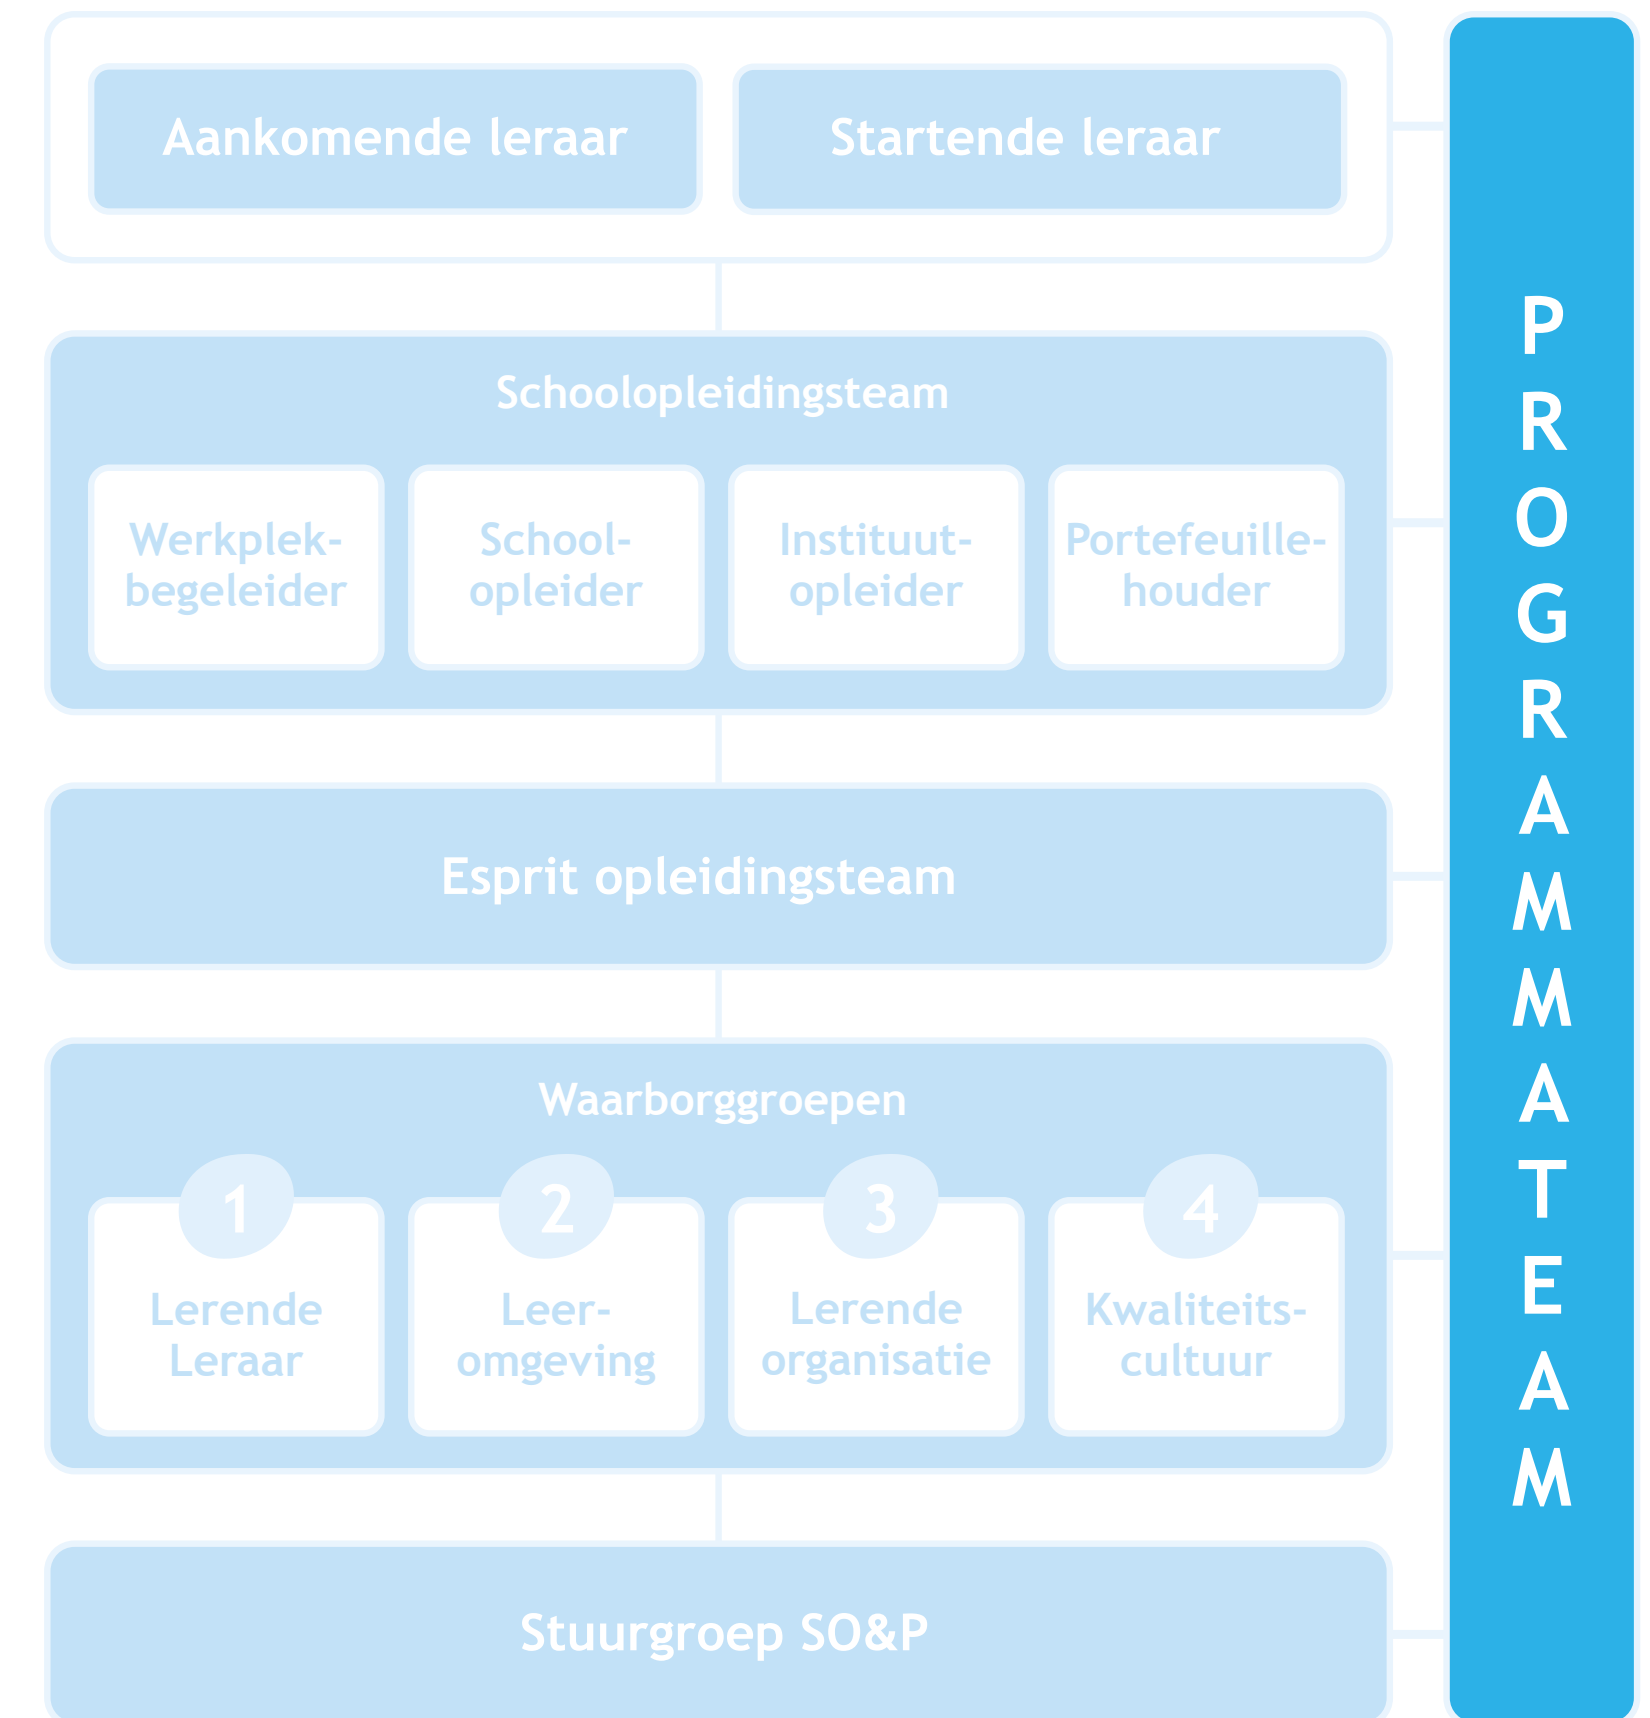 Aankomende leraar
Startende leraar
Schoolopleidingsteam
Werkplek-
begeleider
School-
opleider
Instituut-
opleider
Portefeuille-
houder
Esprit opleidingsteam
Waarborggroepen
1
Lerende
Leraar
2
Leer-
omgeving
3
Lerende
organisatie
4
Kwaliteits-
cultuur
Stuurgroep SO&P
PROGRAMMATEAM